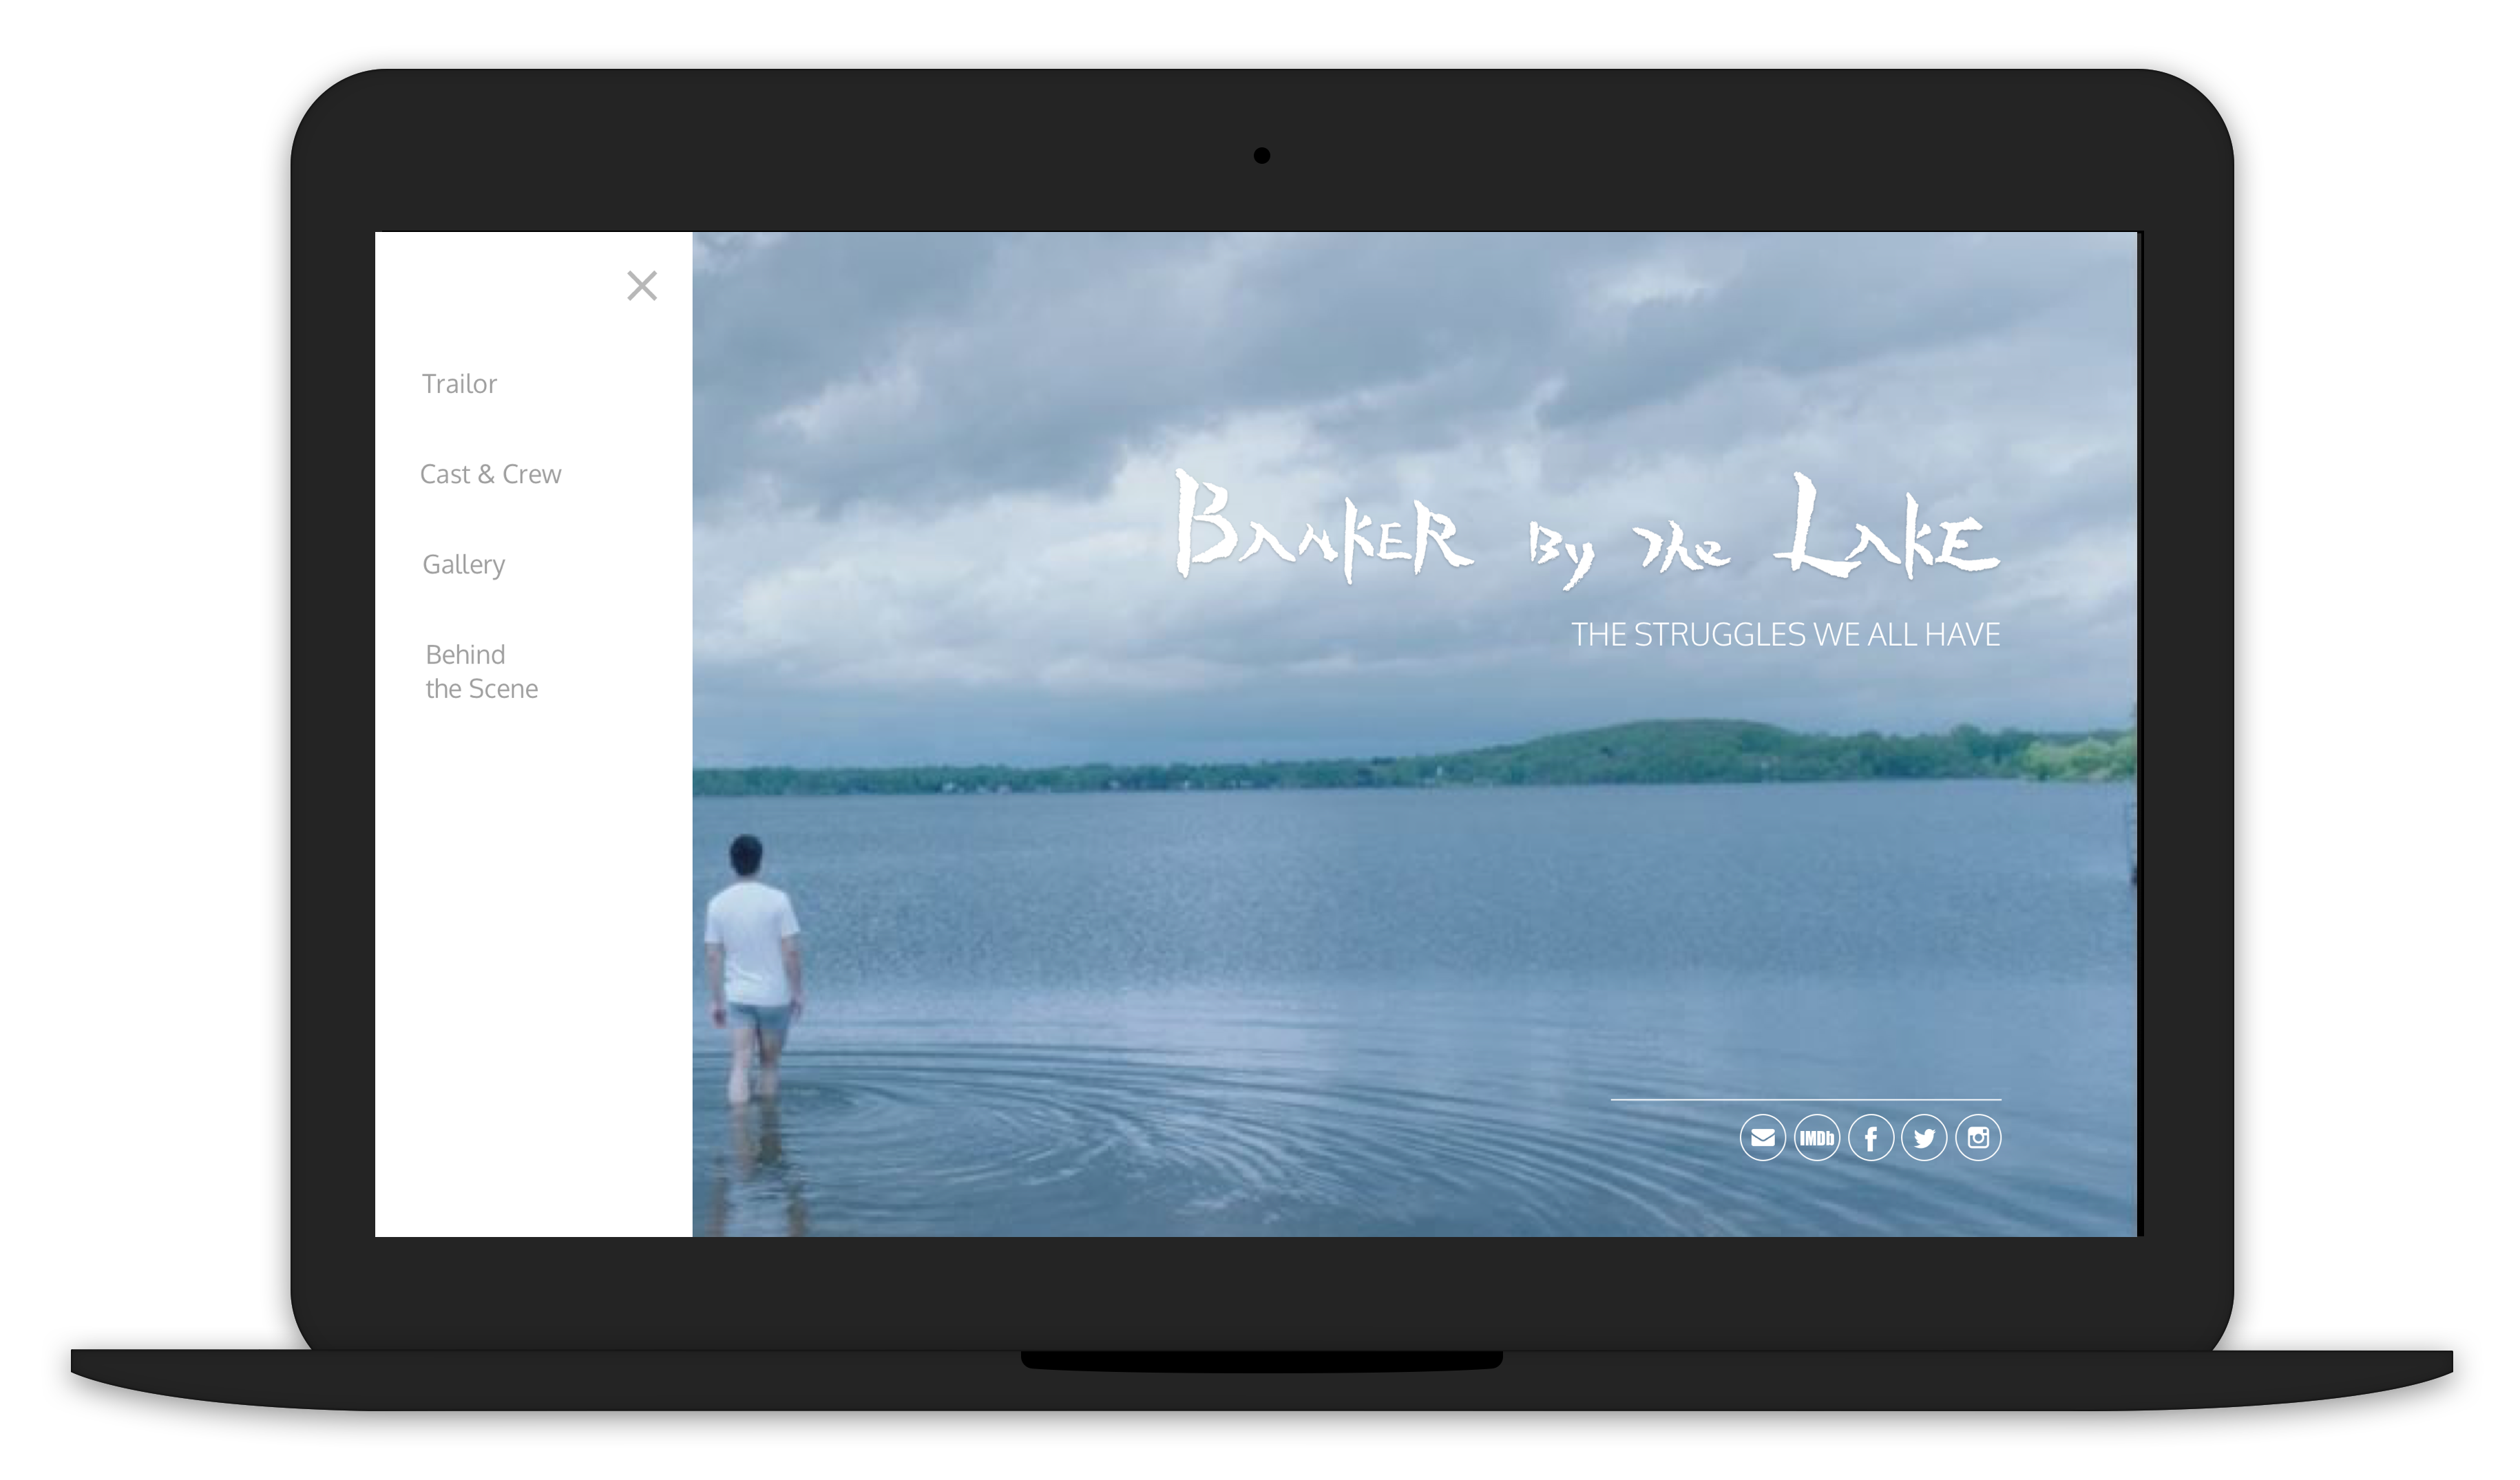 Trailor
Cast & Crew
Gallery
Behind
the Scene
BANKER By The LAKE
THE STRUGGLES WE ALL HAVE
IMDb